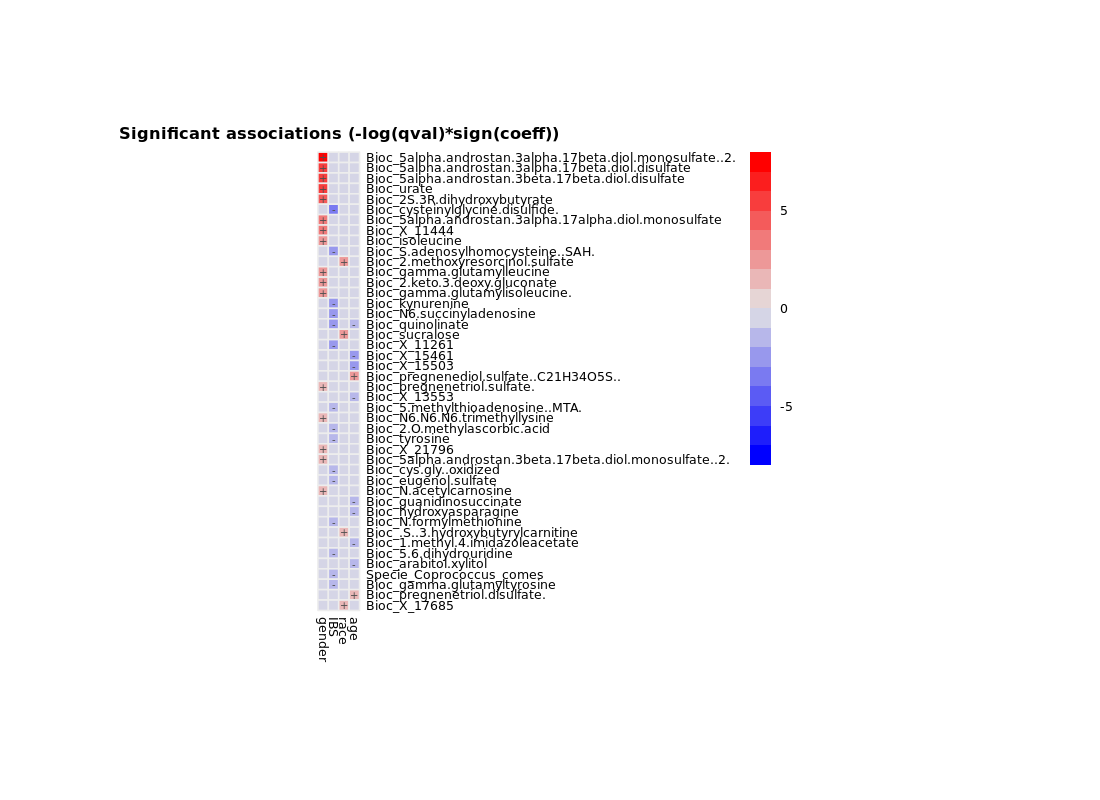 Significant associations (-log(qval)*sign(coeff))
Bioc_5alpha.androstan.3alpha.17beta.diol.monosulfate..2.
Bioc_5alpha.androstan.3alpha.17beta.diol.disulfate
Bioc_5alpha.androstan.3beta.17beta.diol.disulfate
Bioc_urate
Bioc_2S.3R.dihydroxybutyrate
Bioc_cysteinylglycine.disulfide.
Bioc_5alpha.androstan.3alpha.17alpha.diol.monosulfate
Bioc_X_11444
Bioc_isoleucine
Bioc_S.adenosylhomocysteine..SAH.
Bioc_2.methoxyresorcinol.sulfate
Bioc_gamma.glutamylleucine
Bioc_2.keto.3.deoxy.gluconate
Bioc_gamma.glutamylisoleucine.
Bioc_kynurenine
Bioc_N6.succinyladenosine
Bioc_quinolinate
Bioc_sucralose
Bioc_X_11261
Bioc_X_15461
Bioc_X_15503
Bioc_pregnenediol.sulfate..C21H34O5S..
Bioc_pregnenetriol.sulfate.
Bioc_X_13553
Bioc_5.methylthioadenosine..MTA.
Bioc_N6.N6.N6.trimethyllysine
Bioc_2.O.methylascorbic.acid
Bioc_tyrosine
Bioc_X_21796
Bioc_5alpha.androstan.3beta.17beta.diol.monosulfate..2.
Bioc_cys.gly..oxidized
Bioc_eugenol.sulfate
Bioc_N.acetylcarnosine
Bioc_guanidinosuccinate
Bioc_hydroxyasparagine
Bioc_N.formylmethionine
Bioc_.S..3.hydroxybutyrylcarnitine
Bioc_1.methyl.4.imidazoleacetate
Bioc_5.6.dihydrouridine
Bioc_arabitol.xylitol
Specie_Coprococcus_comes
Bioc_gamma.glutamyltyrosine
Bioc_pregnenetriol.disulfate.
Bioc_X_17685
gender
IBS
race
age
5
0
-5